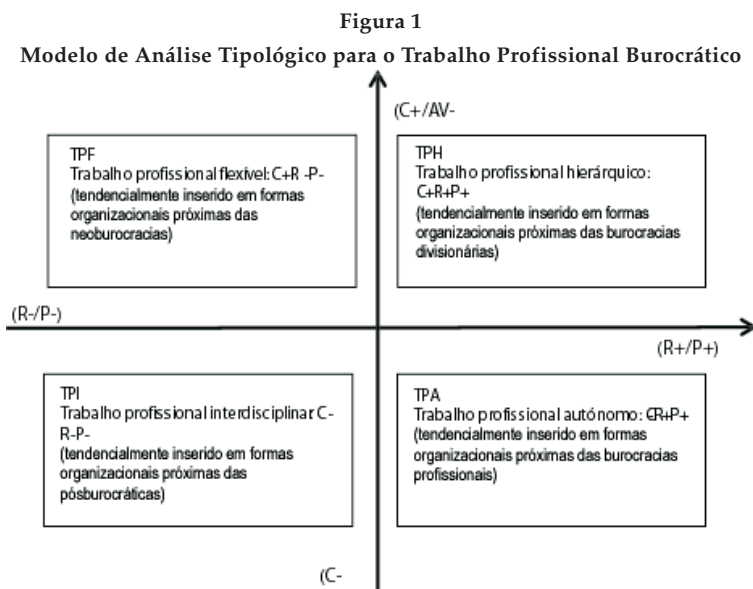 Figura 1
Modelo de Análise Tipológico para o Trabalho Profissional Burocrático
(C+/AV-
TPF
Trabalho profissional flexível: C+R -P-
(tendencialmente inserido em formas
organizacionais próximas das
neoburocracias)
TPH
Trabalho profissional hierárquico:
C+R+P+
(tendencialmente inserido em formas
organizacionais próximas das burocracias
divisionárias)
(R-/P-)
(R+/P+)
TPI
Trabalho profissional interdisciplinar: C-
R-P-
(tendencialmente inserido em formas
organizacionais próximas das
pósburocráticas)
TPA
Trabalho profissional autónomo: C-R+P+
(tendencialmente inserido em formas
organizacionais próximas das burocracias
profissionais)
(C-